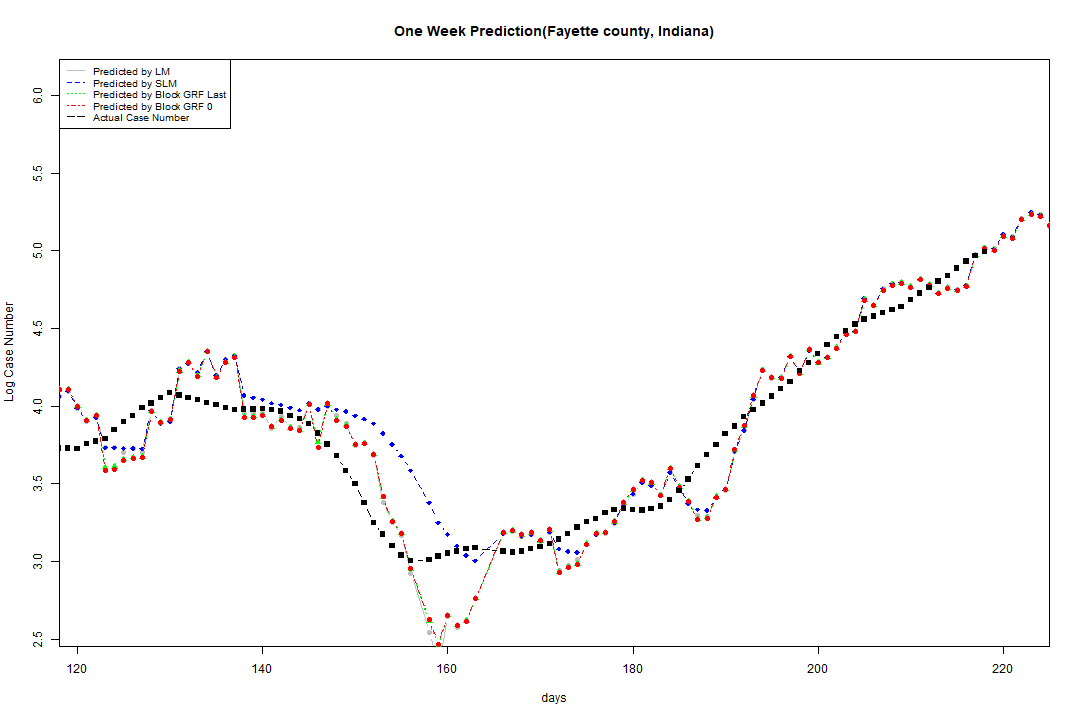 One Week Prediction(Fayette county, Indiana)
Predicted by LM
Predicted by SLM
Predicted by Block GRF Last
Predicted by Block GRF 0
Actual Case Number
Log Case Number
6.0
5.5
5.0
4.5
4.0
3.5
3.0
2.5
120 140 160 180 200 220
days